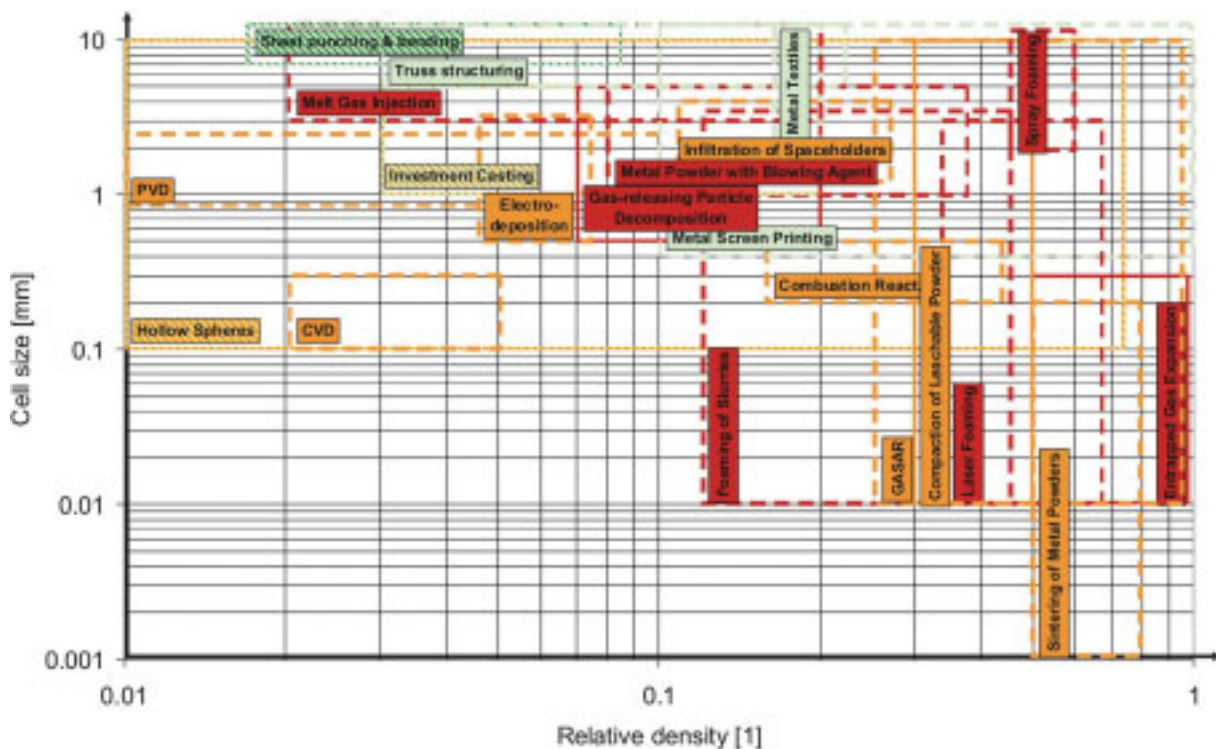 10
Sheet punching & bending
Truss structuring
Melt Gas Injection
Metal Textiles
Spray Foaming
Infiltration of Spaceholders
Investment Casting
Metal Powder with Blowing Agent
1
PVD
Electro-
deposition
Gas-releasing Particle
Decomposition
Metal Screen Printing
Cell size [mm]
Combustion React.
Hollow Spheres
CVD
0.1
Foaming of Slurries
GASAR
Compaction of Leachable Powder
Laser Foaming
Entrapped Gas Expansion
0.01
Sintering of Metal Powders
0.001
0.01
0.1
1
Relative density [1]